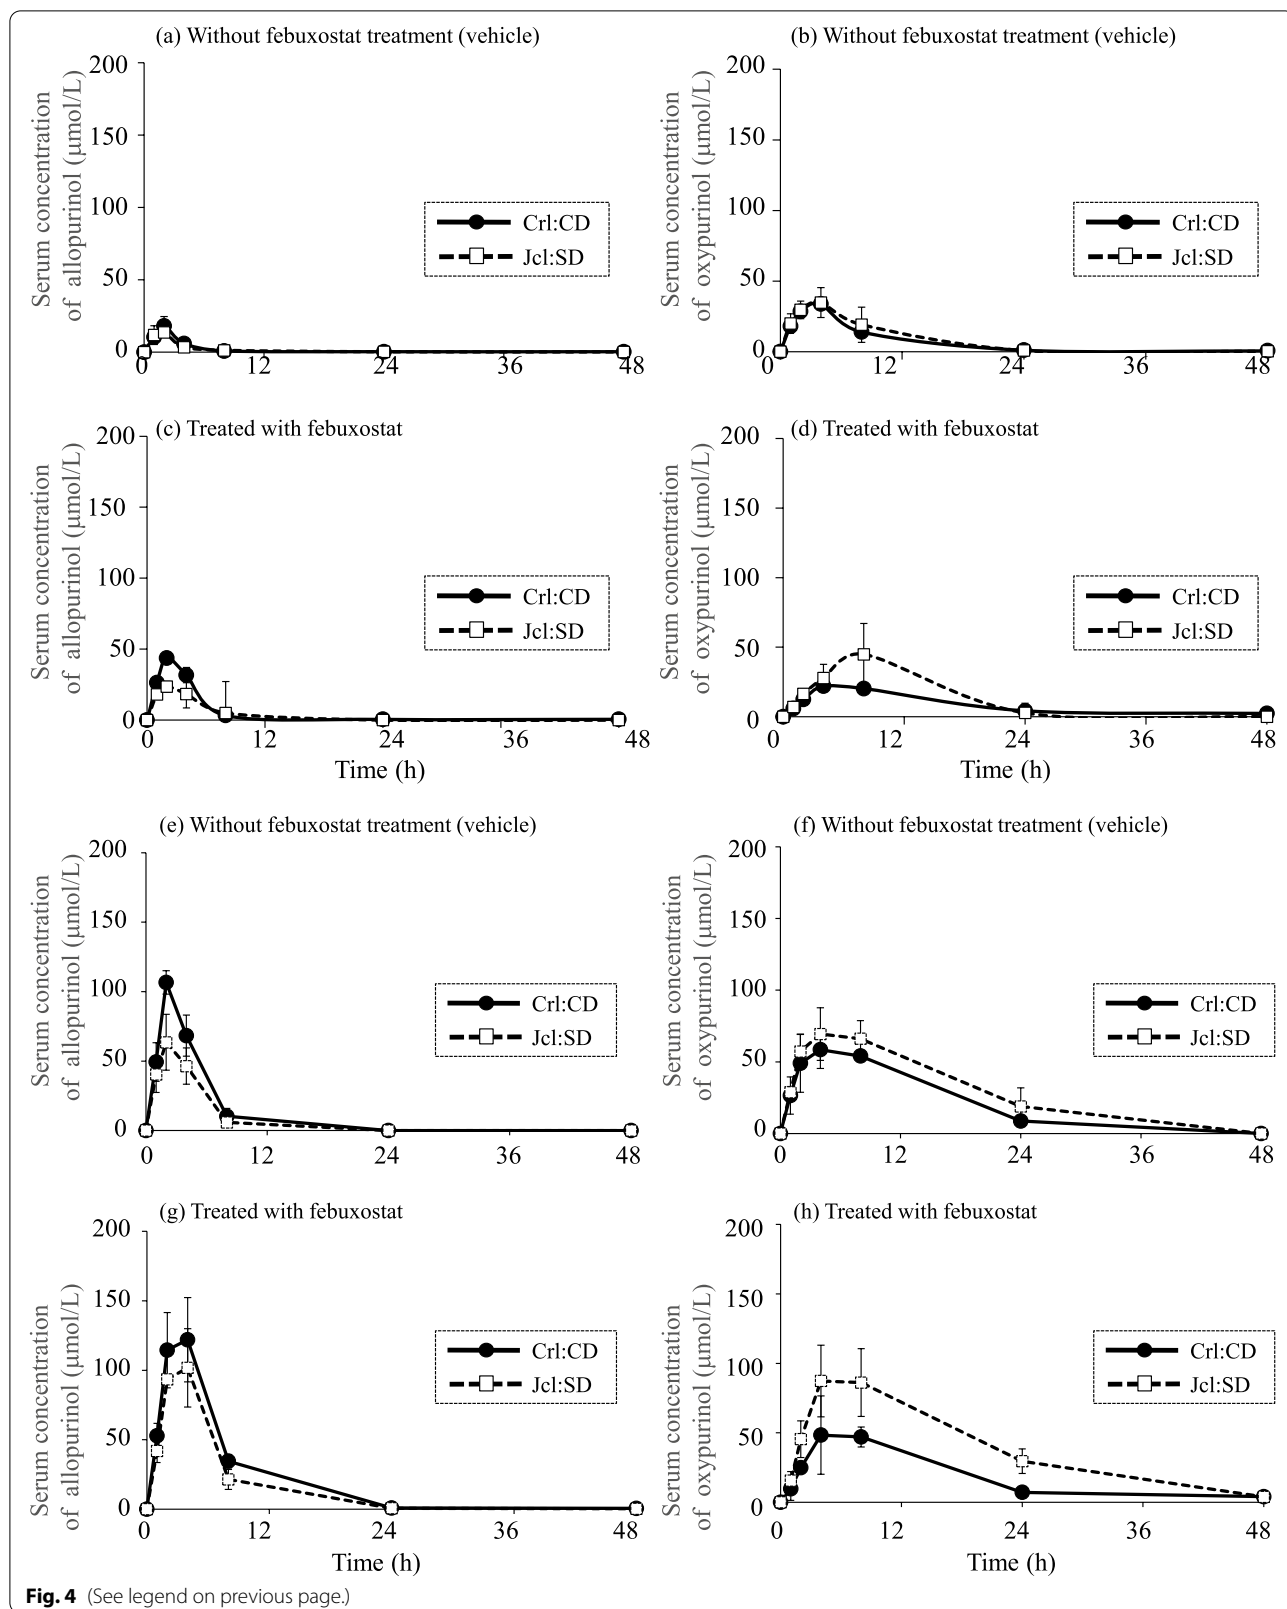 (a) Without febuxostat treatment (vehicle)
Serum concentration
of allopurinol (μmol/L)
200
150
100
50
0
0 12 24 36 48
Crl:CD
Jcl:SD
(b) Without febuxostat treatment (vehicle)
Serum concentration
of oxypurinol (μmol/L)
200
150
100
50
0
0 12 24 36 48
Crl:CD
Jcl:SD
(c) Treated with febuxostat
Serum concentration
of allopurinol (μmol/L)
200
150
100
50
0
0 12 24 36 48
Time (h)
Crl:CD
Jcl:SD
(d) Treated with febuxostat
Serum concentration
of oxypurinol (μmol/L)
200
150
100
50
0
0 12 24 36 48
Time (h)
Crl:CD
Jcl:SD
(e) Without febuxostat treatment (vehicle)
Serum concentration
of allopurinol (μmol/L)
200
150
100
50
0
0 12 24 36 48
Crl:CD
Jcl:SD
(f) Without febuxostat treatment (vehicle)
Serum concentration
of oxypurinol (μmol/L)
200
150
100
50
0
0 12 24 36 48
Crl:CD
Jcl:SD
(g) Treated with febuxostat
Serum concentration
of allopurinol (μmol/L)
200
150
100
50
0
0 12 24 36 48
Time (h)
Crl:CD
Jcl:SD
(h) Treated with febuxostat
Serum concentration
of oxypurinol (μmol/L)
200
150
100
50
0
0 12 24 36 48
Time (h)
Crl:CD
Jcl:SD
Fig. 4 (See legend on previous page.)